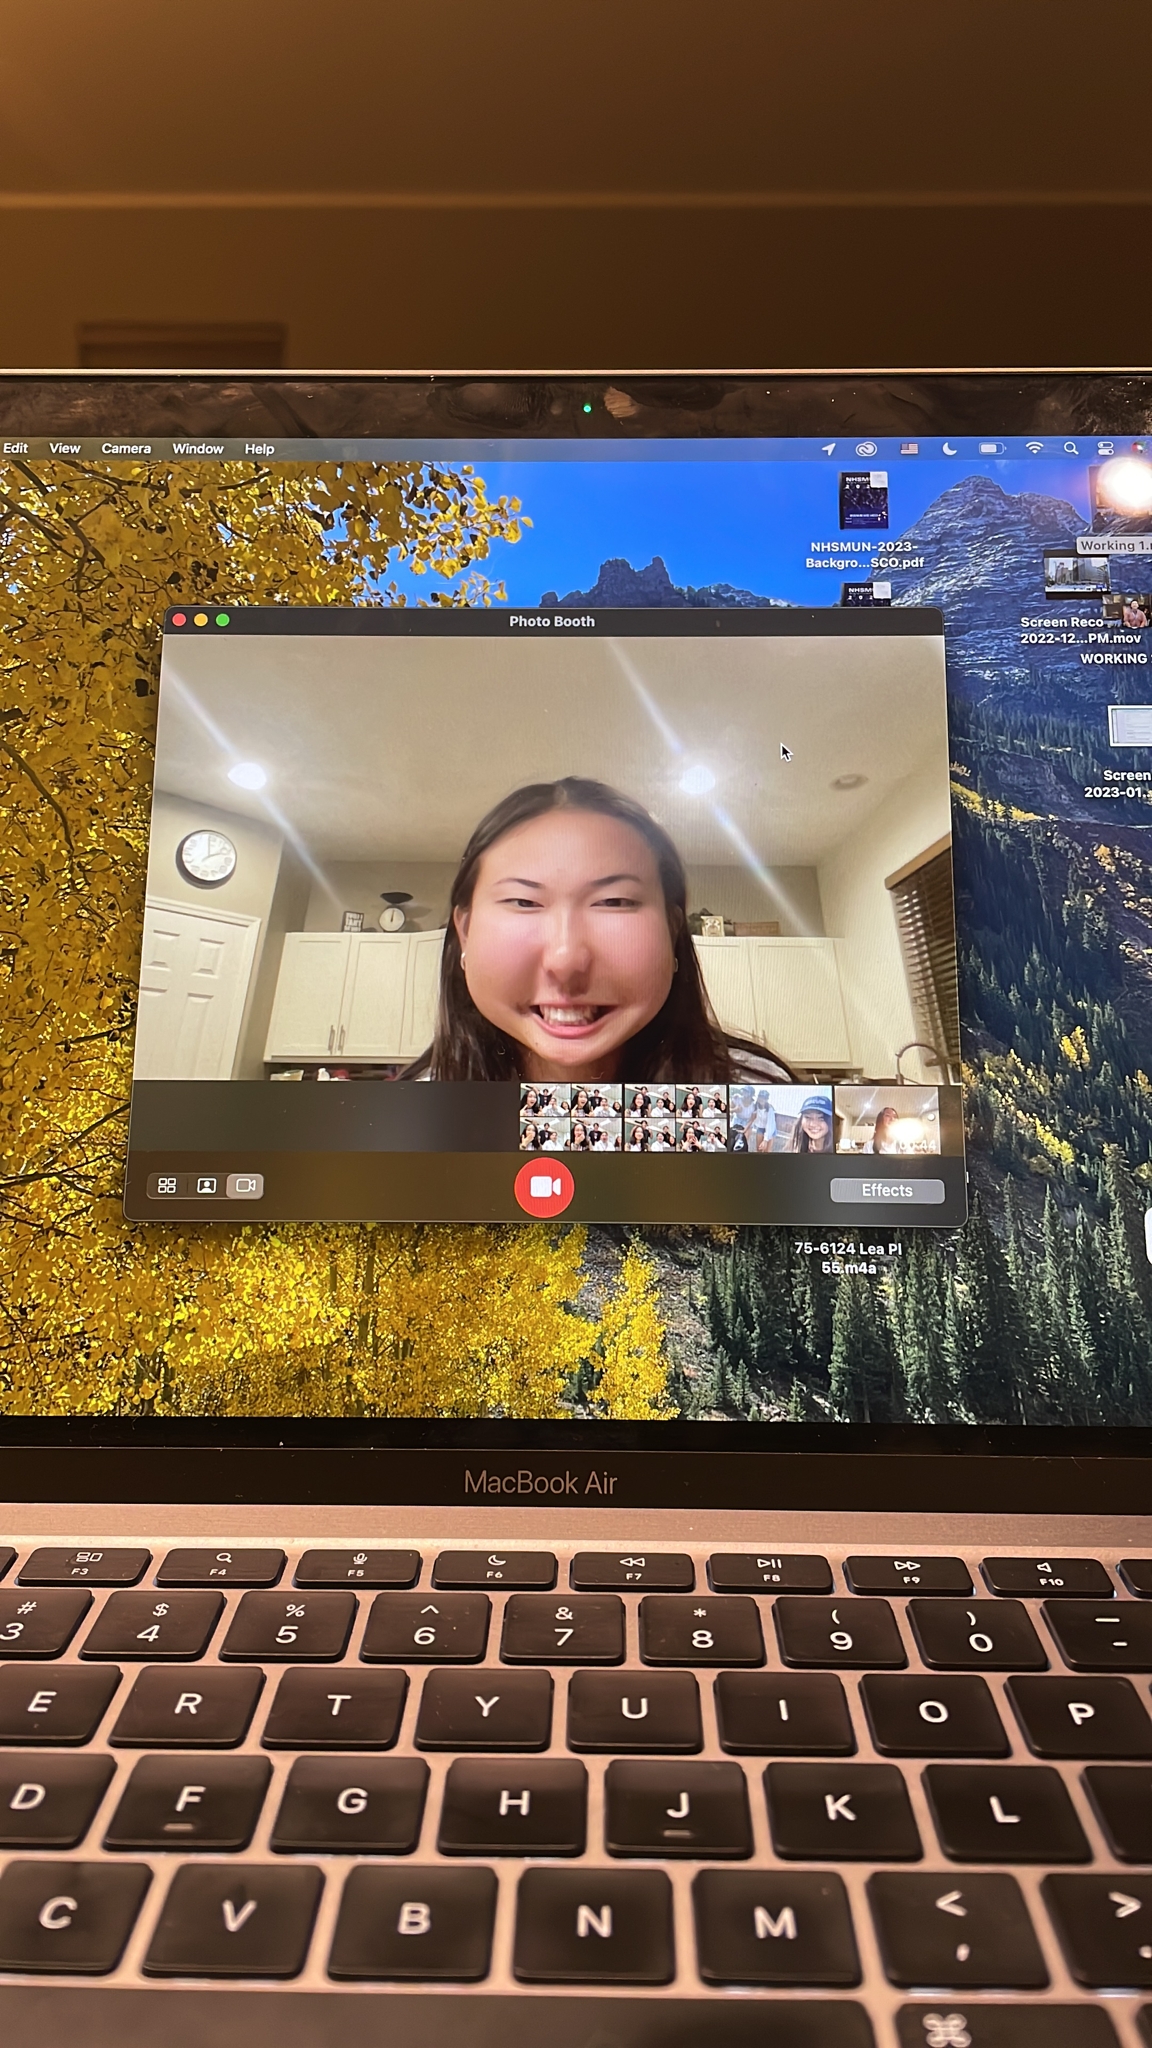 Edit View Camera Window Help
NHSMUN-2023-
Backgro...SCO.pdf
Working 1.
Screen Reco
2022-12...PM.mov
WORKING
Screen
2023-01...
Photo Booth
Effects
75-6124 Lea Pl
55.m4a
MacBook Air
F3 F4 F5 F6 F7 F8 F9 F10
# $ % ^ & * ( ) —
3 4 5 6 7 8 9 0 -
E R T Y U I O P
D F G H J K L
C V B N M < >
, .
⌘